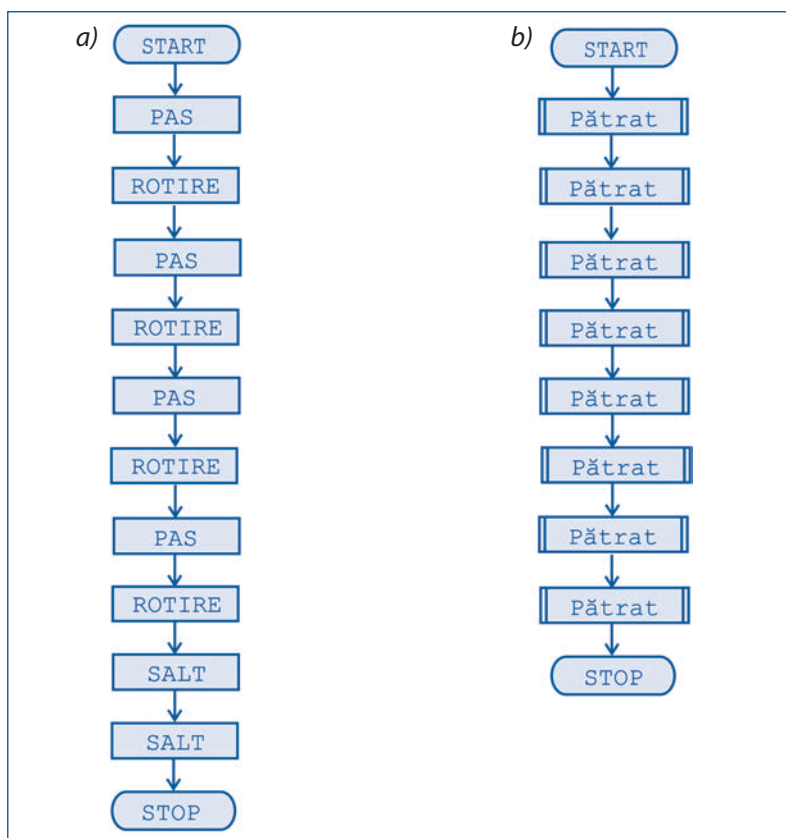 a)
START
PAS
ROTIRE
PAS
ROTIRE
PAS
ROTIRE
PAS
ROTIRE
SALT
SALT
STOP
b)
START
Pătrat
Pătrat
Pătrat
Pătrat
Pătrat
Pătrat
Pătrat
Pătrat
STOP